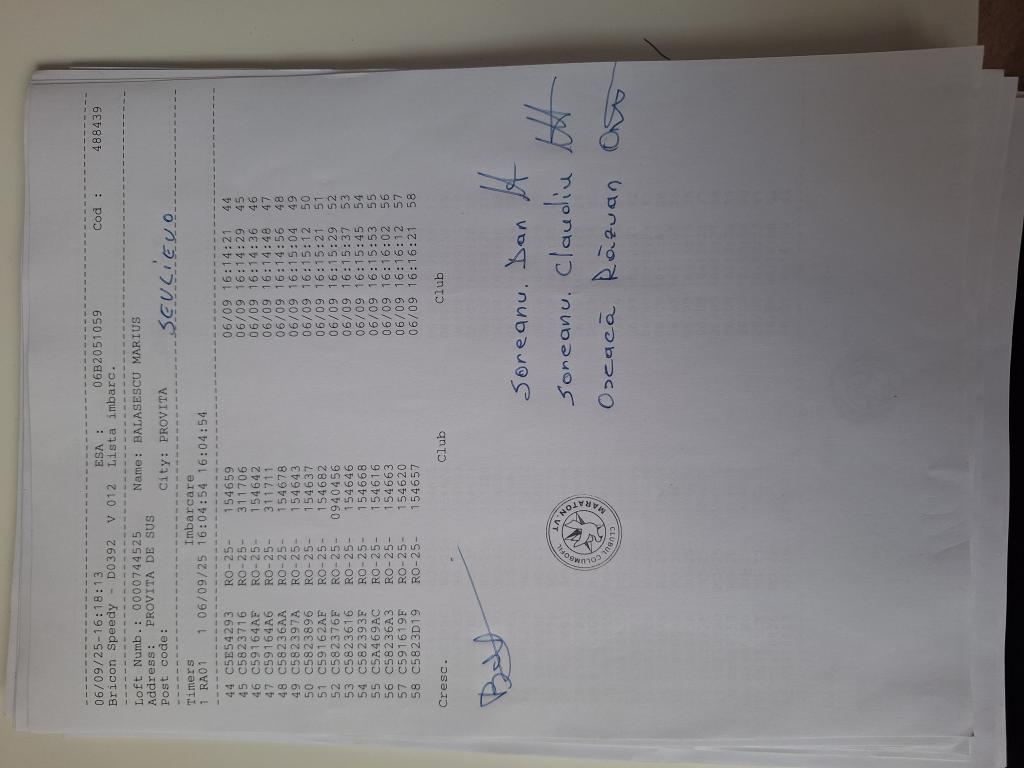 06/09/25-16:18:13 ESA : 06B2051059 Cod : 488439
Bricon Speedy - D0392 V 012 Lista imbarc.
Loft Numb.: 0000744525 Name: BALASESCU MARIUS
Address: PROVITA DE SUS
Post code: City: PROVITA SEVLIEVO
Timers Imbarcare
1 RA01 1 06/09/25 16:04:54 16:04:54
44 C5E54293 RO-25- 154659 06/09 16:14:21 44
45 C5823716 RO-25- 311706 06/09 16:14:29 45
46 C59164AF RO-25- 154642 06/09 16:14:36 46
47 C59164A6 RO-25- 311711 06/09 16:14:48 47
48 C58236AA RO-25- 154678 06/09 16:14:56 48
49 C582397A RO-25- 154643 06/09 16:15:04 49
50 C5823896 RO-25- 154637 06/09 16:15:12 50
51 C59162AF RO-25- 154682 06/09 16:15:21 51
52 C582376F RO-25- 0940456 06/09 16:15:29 52
53 C5823616 RO-25- 154646 06/09 16:15:37 53
54 C582393F RO-25- 154668 06/09 16:15:45 54
55 C5A469AC RO-25- 154616 06/09 16:15:53 55
56 C58236A3 RO-25- 154663 06/09 16:16:02 56
57 C591619F RO-25- 154620 06/09 16:16:12 57
58 C5823D19 RO-25- 154657 06/09 16:16:21 58
Cresc. Club Club
Soreanu. Dan
Soreanu. Claudiu
Oscacă Răzvan
CLUBUL COLUMBOFIL
MARATON VT